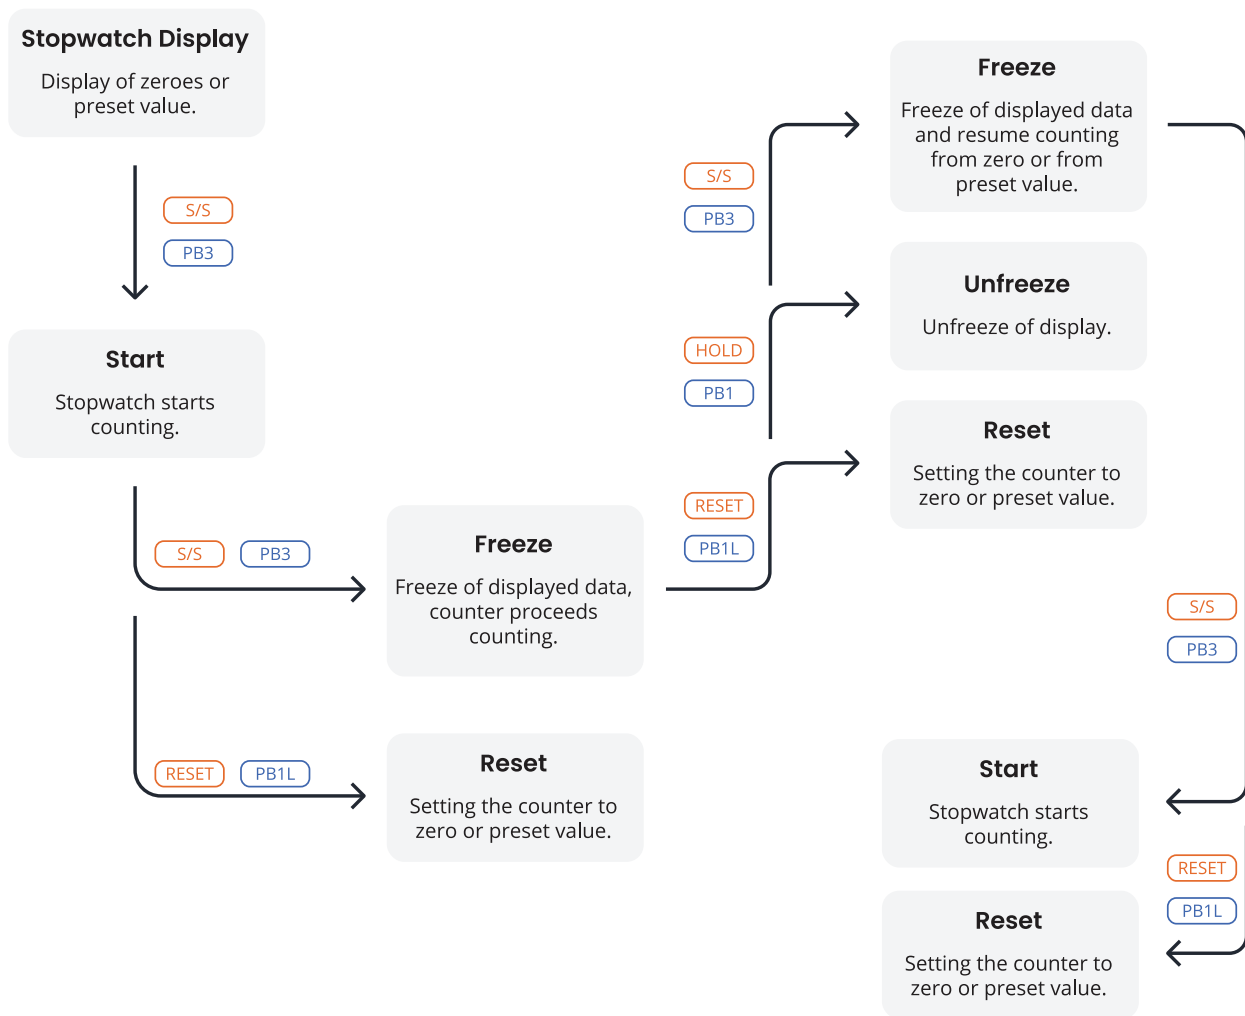 Stopwatch Display
Display of zeroes or
preset value.
S/S
PB3
Start
Stopwatch starts
counting.
S/S PB3
Freeze
Freeze of displayed data,
counter proceeds
counting.
RESET PB1L
Reset
Setting the counter to
zero or preset value.
S/S
PB3
Freeze
Freeze of displayed data
and resume counting
from zero or from
preset value.
HOLD
PB1
Unfreeze
Unfreeze of display.
RESET
PB1L
Reset
Setting the counter to
zero or preset value.
S/S
PB3
Start
Stopwatch starts
counting.
RESET
PB1L
Reset
Setting the counter to
zero or preset value.